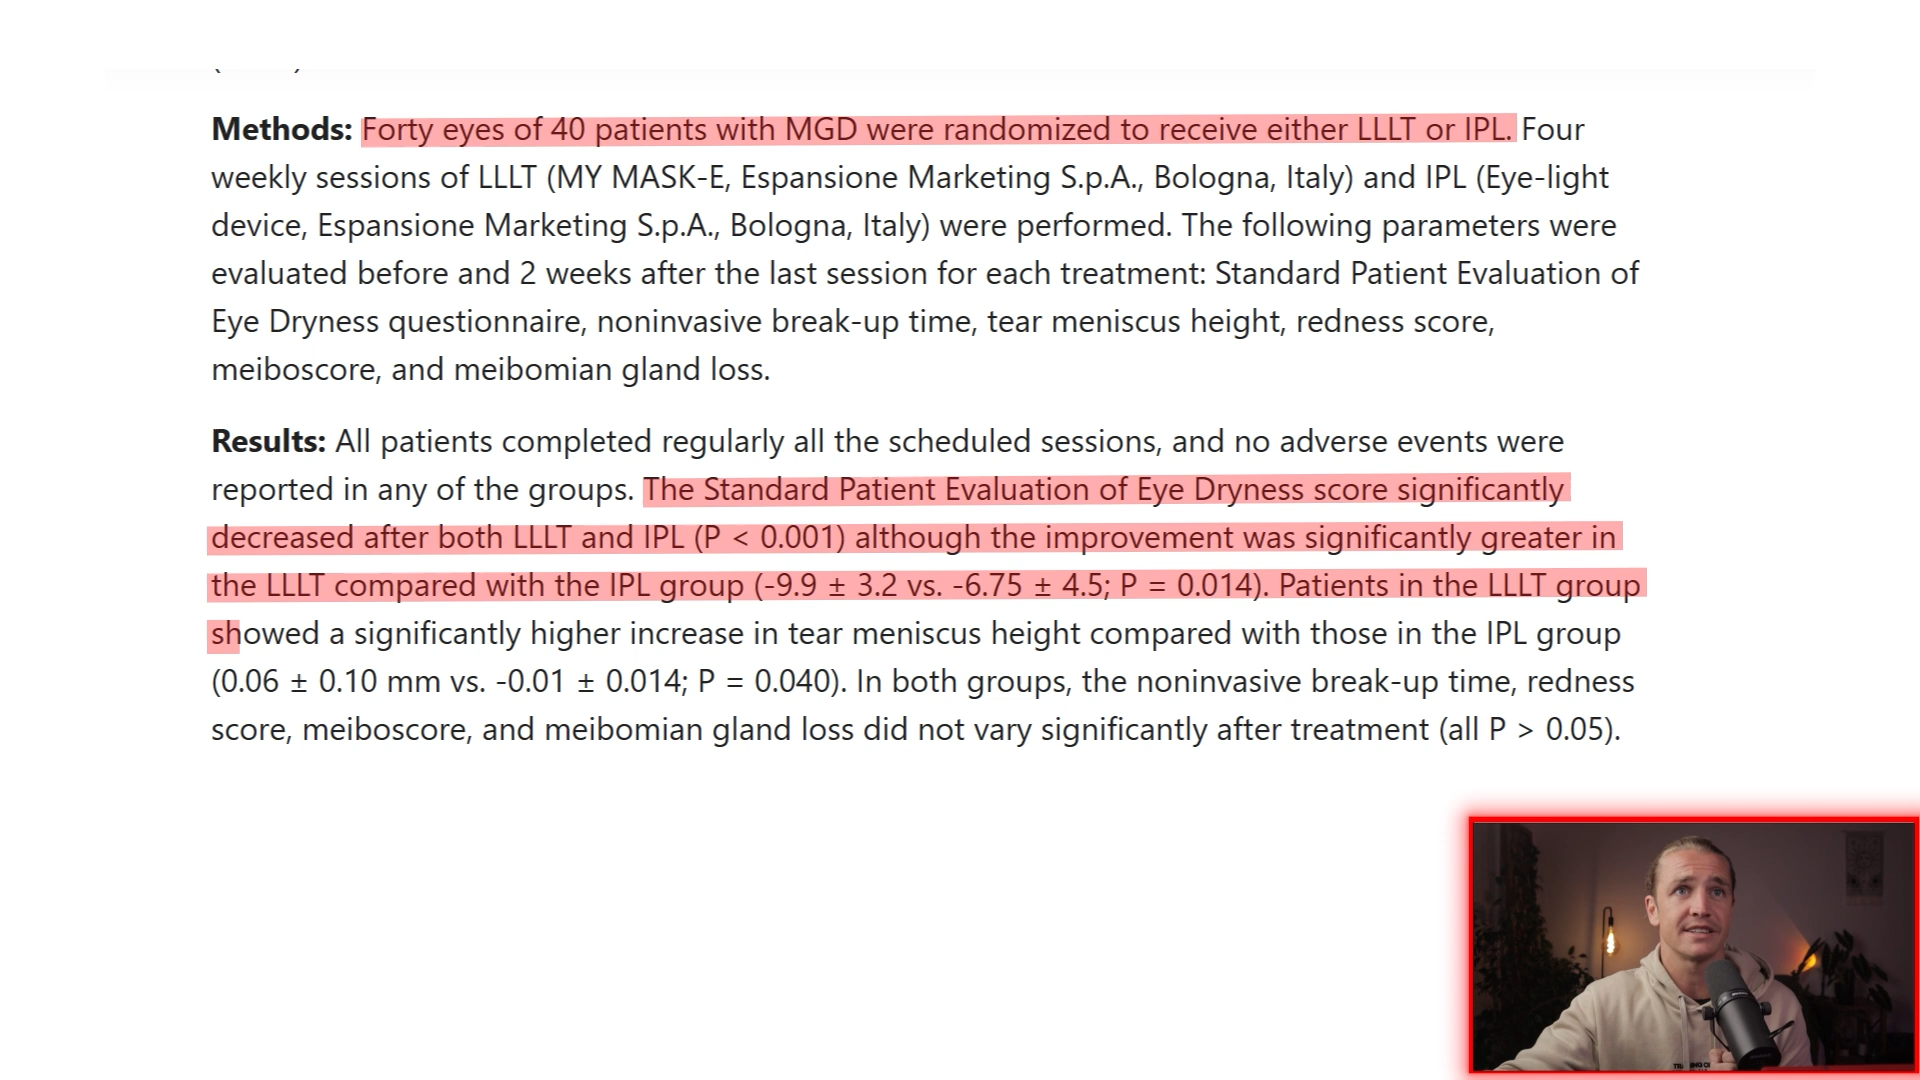 Methods: Forty eyes of 40 patients with MGD were randomized to receive either LLLT or IPL. Four
weekly sessions of LLLT (MY MASK-E, Espansione Marketing S.p.A., Bologna, Italy) and IPL (Eye-light
device, Espansione Marketing S.p.A., Bologna, Italy) were performed. The following parameters were
evaluated before and 2 weeks after the last session for each treatment: Standard Patient Evaluation of
Eye Dryness questionnaire, noninvasive break-up time, tear meniscus height, redness score,
meiboscore, and meibomian gland loss.
Results: All patients completed regularly all the scheduled sessions, and no adverse events were
reported in any of the groups. The Standard Patient Evaluation of Eye Dryness score significantly
decreased after both LLLT and IPL (P < 0.001) although the improvement was significantly greater in
the LLLT compared with the IPL group (-9.9 ± 3.2 vs. -6.75 ± 4.5; P = 0.014). Patients in the LLLT group
showed a significantly higher increase in tear meniscus height compared with those in the IPL group
(0.06 ± 0.10 mm vs. -0.01 ± 0.014; P = 0.040). In both groups, the noninvasive break-up time, redness
score, meiboscore, and meibomian gland loss did not vary significantly after treatment (all P > 0.05).